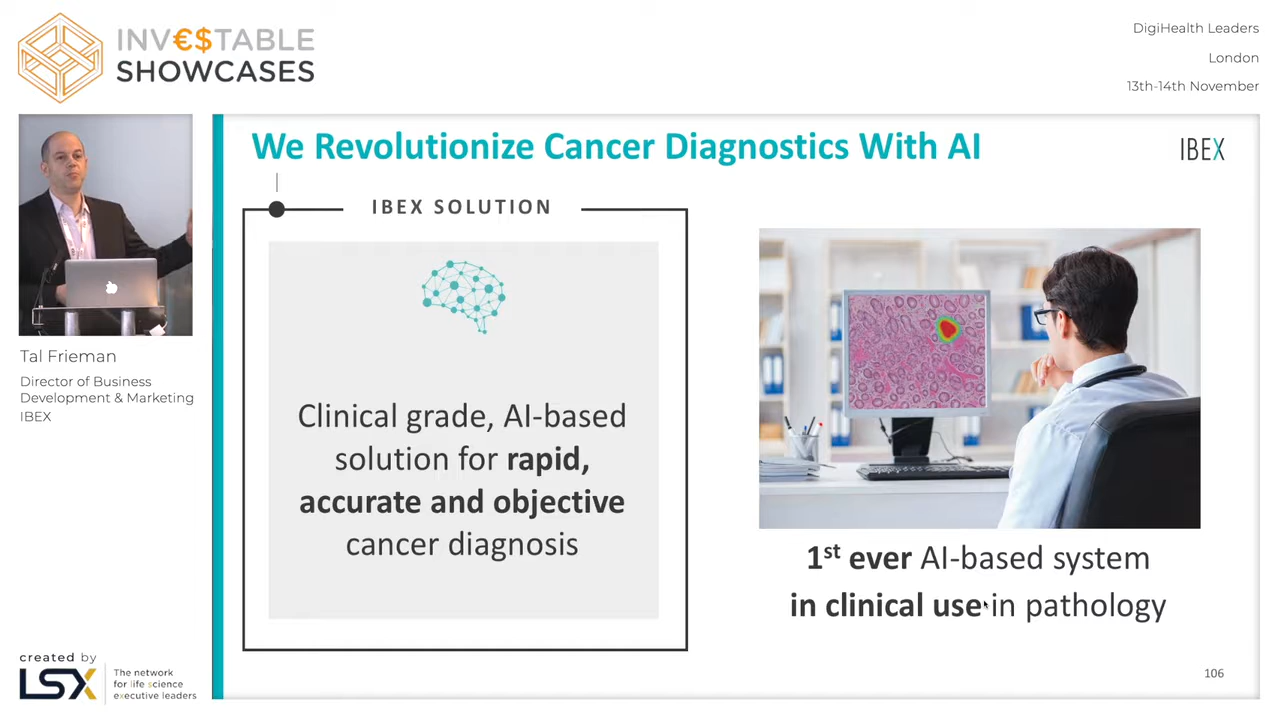 INV€$TABLE
SHOWCASES
DigiHealth Leaders
London
13th-14th November
Tal Frieman
Director of Business
Development & Marketing
IBEX
We Revolutionize Cancer Diagnostics With AI
IBEX
IBEX SOLUTION
Clinical grade, AI-based
solution for rapid,
accurate and objective
cancer diagnosis
1st ever AI-based system
in clinical use in pathology
106
created by
LSX
The network
for life science
executive leaders